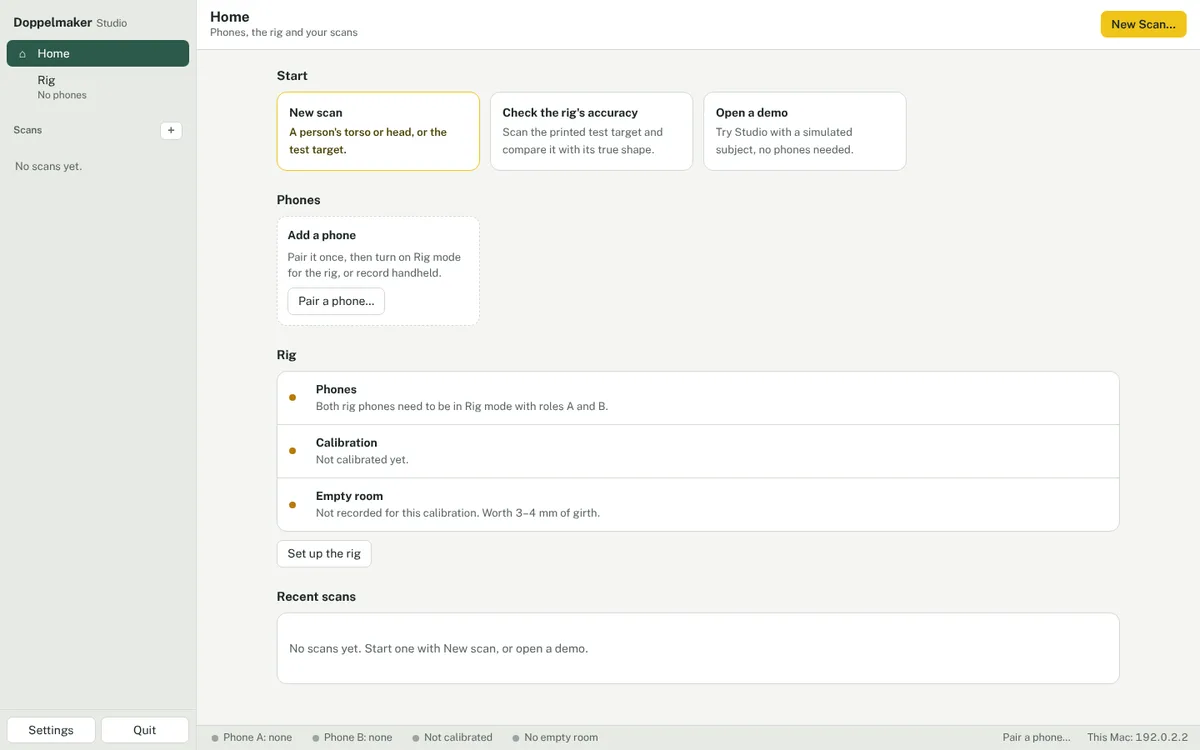 Doppelmaker Studio
Home
Rig
No phones
Scans
+
No scans yet.
Settings
Quit
Home
Phones, the rig and your scans
New Scan...
Start
New scan
A person's torso or head, or the
test target.
Check the rig's accuracy
Scan the printed test target and
compare it with its true shape.
Open a demo
Try Studio with a simulated
subject, no phones needed.
Phones
Add a phone
Pair it once, then turn on Rig mode
for the rig, or record handheld.
Pair a phone...
Rig
Phones
Both rig phones need to be in Rig mode with roles A and B.
Calibration
Not calibrated yet.
Empty room
Not recorded for this calibration. Worth 3–4 mm of girth.
Set up the rig
Recent scans
No scans yet. Start one with New scan, or open a demo.
Phone A: none
Phone B: none
Not calibrated
No empty room
Pair a phone...
This Mac: 192.0.2.2